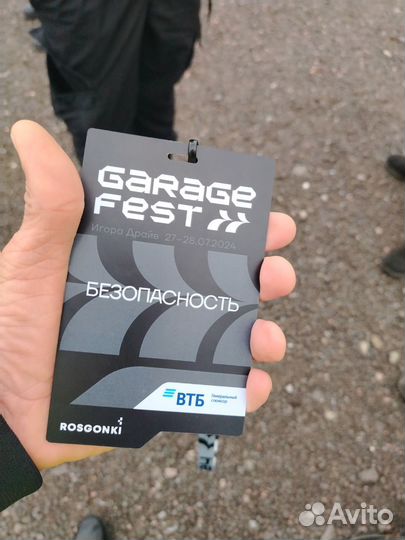 GARAGE
FEST
Игора Драйв 27–28.07.2024
БЕЗОПАСНОСТЬ
ВТБ
Генеральный
спонсор
ROSGONKI
Avito